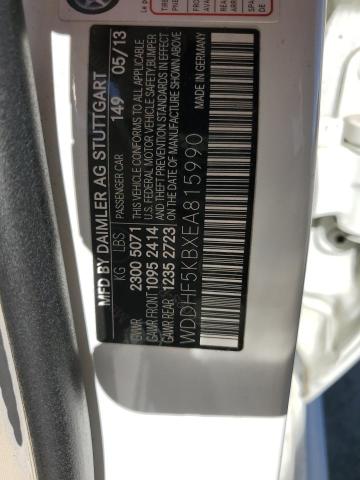 MFD BY DAIMLER AG STUTTGART
PASSENGER CAR 149 05/13
KG LBS
GVWR 2300 5071
GAWR FRONT 1095 2414
GAWR REAR 1235 2723
THIS VEHICLE CONFORMS TO ALL APPLICABLE
U.S. FEDERAL MOTOR VEHICLE SAFETY, BUMPER
AND THEFT PREVENTION STANDARDS IN EFFECT
ON THE DATE OF MANUFACTURE SHOWN ABOVE
WDDHF5KBXEA815990
MADE IN GERMANY